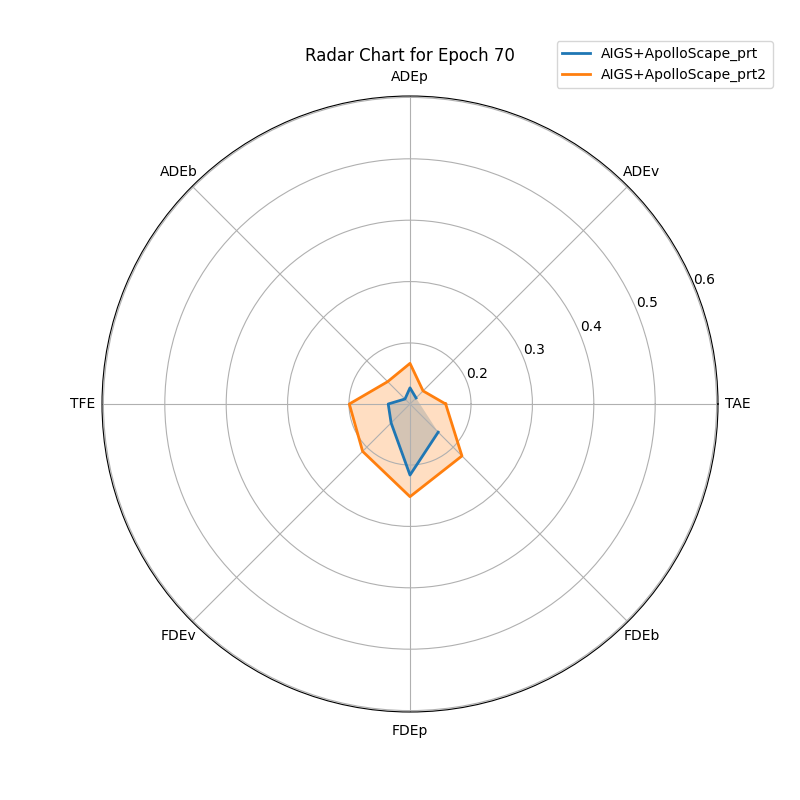 Radar Chart for Epoch 70
AIGS+ApolloScape_prt
AIGS+ApolloScape_prt2
ADEp
ADEb
ADEv
0.6
0.5
0.4
0.3
0.2
TFE
TAE
FDEv
FDEb
FDEp